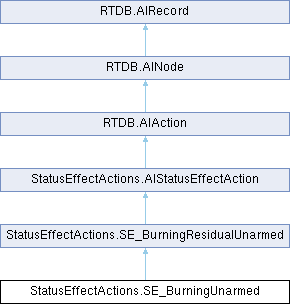 RTDB.AIRecord
RTDB.AINode
RTDB.AIAction
StatusEffectActions.AIStatusEffectAction
StatusEffectActions.SE_BurningResidualUnarmed
StatusEffectActions.SE_BurningUnarmed